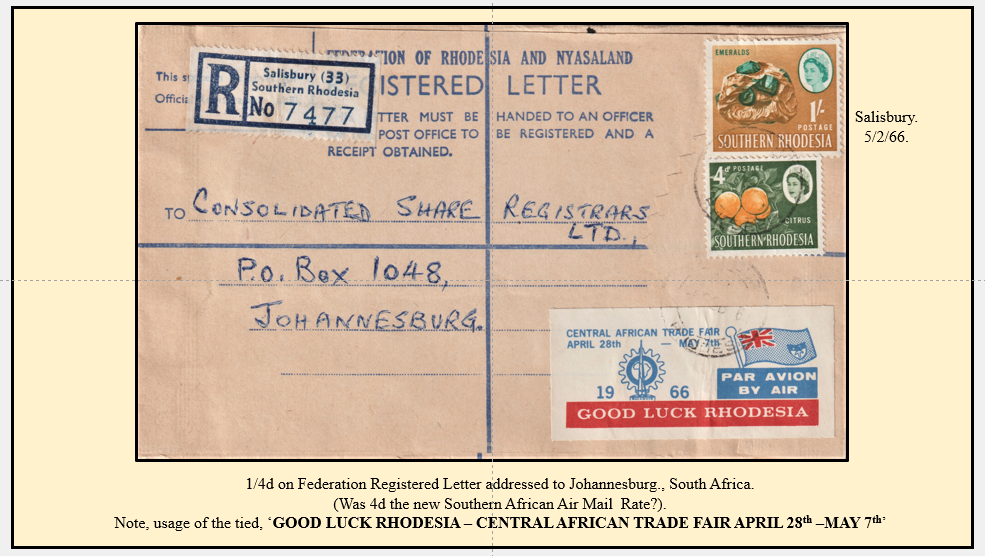 FEDERATION OF RHODESIA AND NYASALAND
REGISTERED LETTER
This
Offici
R
Salisbury (33)
Southern Rhodesia
No 7477
TTER MUST BE HANDED TO AN OFFICER
POST OFFICE TO BE REGISTERED AND A
RECEIPT OBTAINED.
EMERALDS
1/-
POSTAGE
SOUTHERN RHODESIA
4d POSTAGE
CITRUS
SOUTHERN RHODESIA
Salisbury.
5/2/66.
TO CONSOLIDATED SHARE REGISTRARS
LTD.,
P.O. Box 1048,
JOHANNESBURG.
CENTRAL AFRICAN TRADE FAIR
APRIL 28th — MAY 7th
1966
PAR AVION
BY AIR
GOOD LUCK RHODESIA
1/4d on Federation Registered Letter addressed to Johannesburg., South Africa.
(Was 4d the new Southern African Air Mail Rate?).
Note, usage of the tied, ‘GOOD LUCK RHODESIA – CENTRAL AFRICAN TRADE FAIR APRIL 28th –MAY 7th’